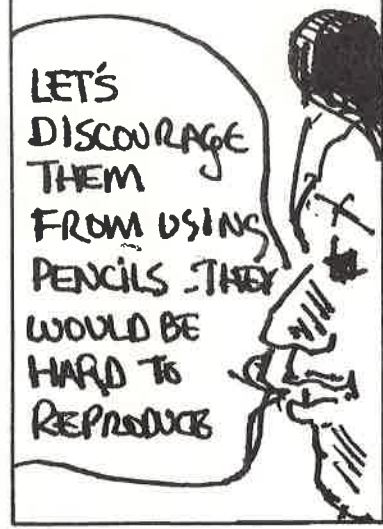 LET'S
DISCOURAGE
THEM
FROM USING
PENCILS . THEY
WOULD BE
HARD TO
REPRODUCE